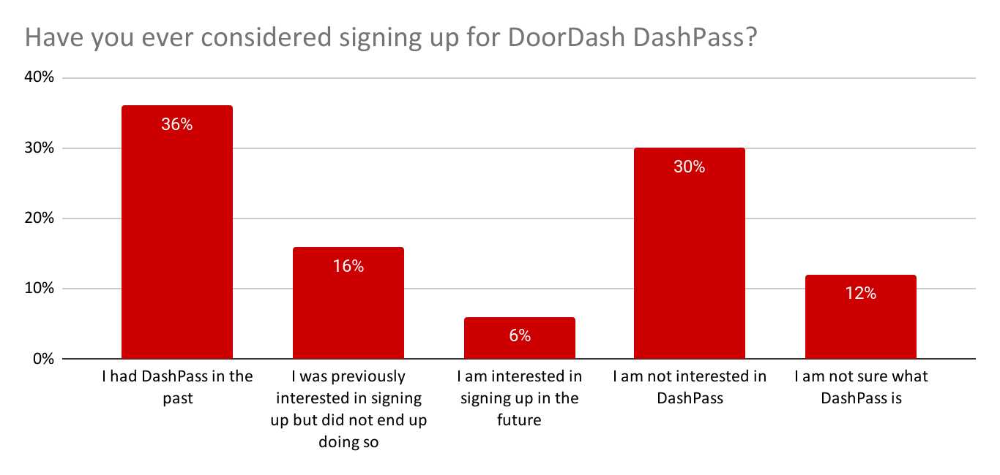 Have you ever considered signing up for DoorDash DashPass?
40%
30%
20%
10%
0%
36%
16%
6%
30%
12%
I had DashPass in the
past
I was previously
interested in signing
up but did not end up
doing so
I am interested in
signing up in the
future
I am not interested in
DashPass
I am not sure what
DashPass is